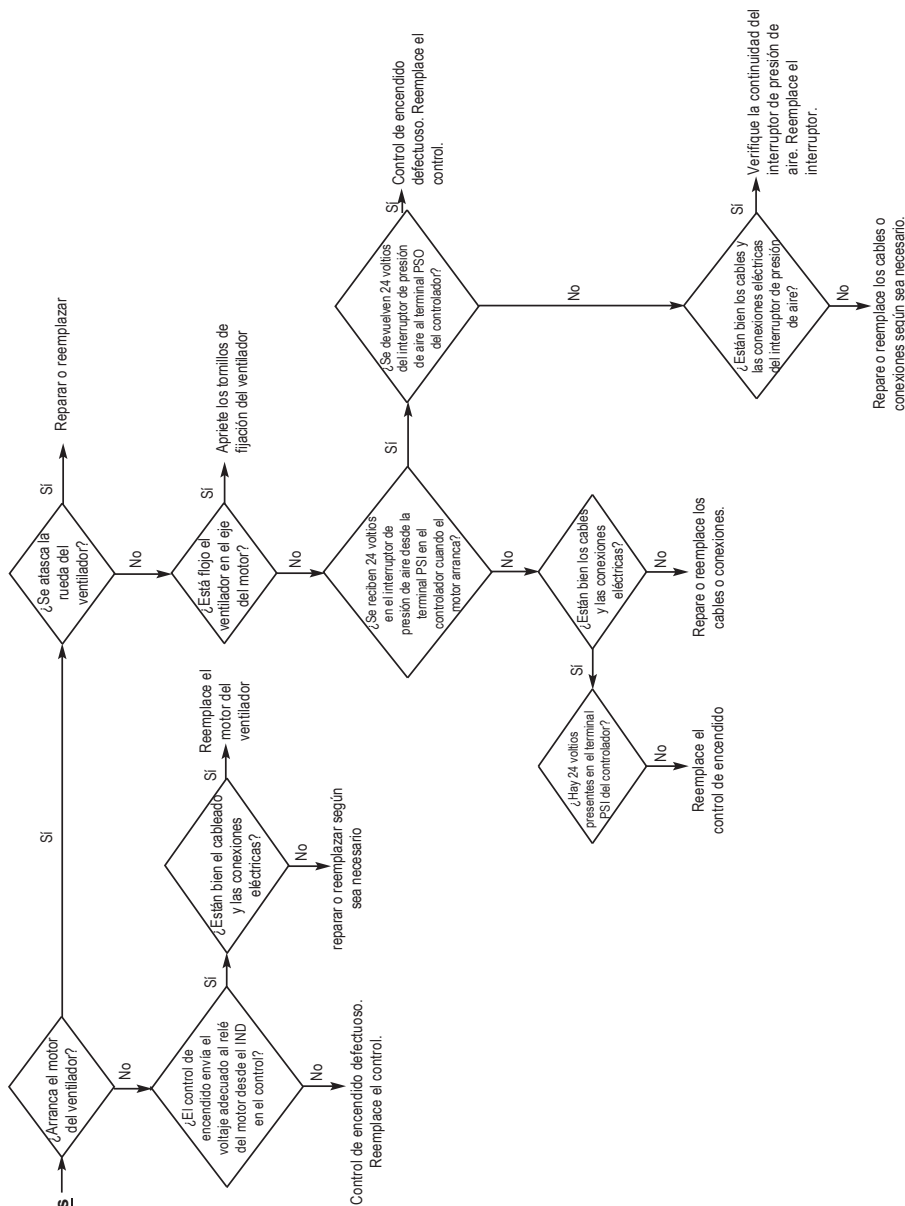 s
¿Arranca el motor
del ventilador?
Sí
No
¿Se atasca la
rueda del
ventilador?
Sí
Reparar o reemplazar
No
¿El control de
encendido envía el
voltaje adecuado al relé
del motor desde el IND
en el control?
Sí
No
Control de encendido defectuoso.
Reemplace el control.
¿Están bien el cableado
y las conexiones
eléctricas?
Sí
Reemplace el
motor del
ventilador
No
reparar o reemplazar según
sea necesario
¿Está flojo el
ventilador en el eje
del motor?
Sí
Apriete los tornillos de
fijación del ventilador
No
¿Se reciben 24 voltios
en el interruptor de
presión de aire desde la
terminal PSI en el
controlador cuando el
motor arranca?
Sí
No
¿Se devuelven 24 voltios
del interruptor de presión
de aire al terminal PSO
del controlador?
Sí
Control de encendido
defectuoso. Reemplace el
control.
No
¿Están bien los cables
y las conexiones
eléctricas?
Sí
No
Repare o reemplace los
cables o conexiones.
¿Hay 24 voltios
presentes en el terminal
PSI del controlador?
No
Reemplace el
control de encendido
¿Están bien los cables y
las conexiones eléctricas
del interruptor de presión
de aire?
Sí
Verifique la continuidad del
interruptor de presión de
aire. Reemplace el
interruptor.
No
Repare o reemplace los cables o
conexiones según sea necesario.